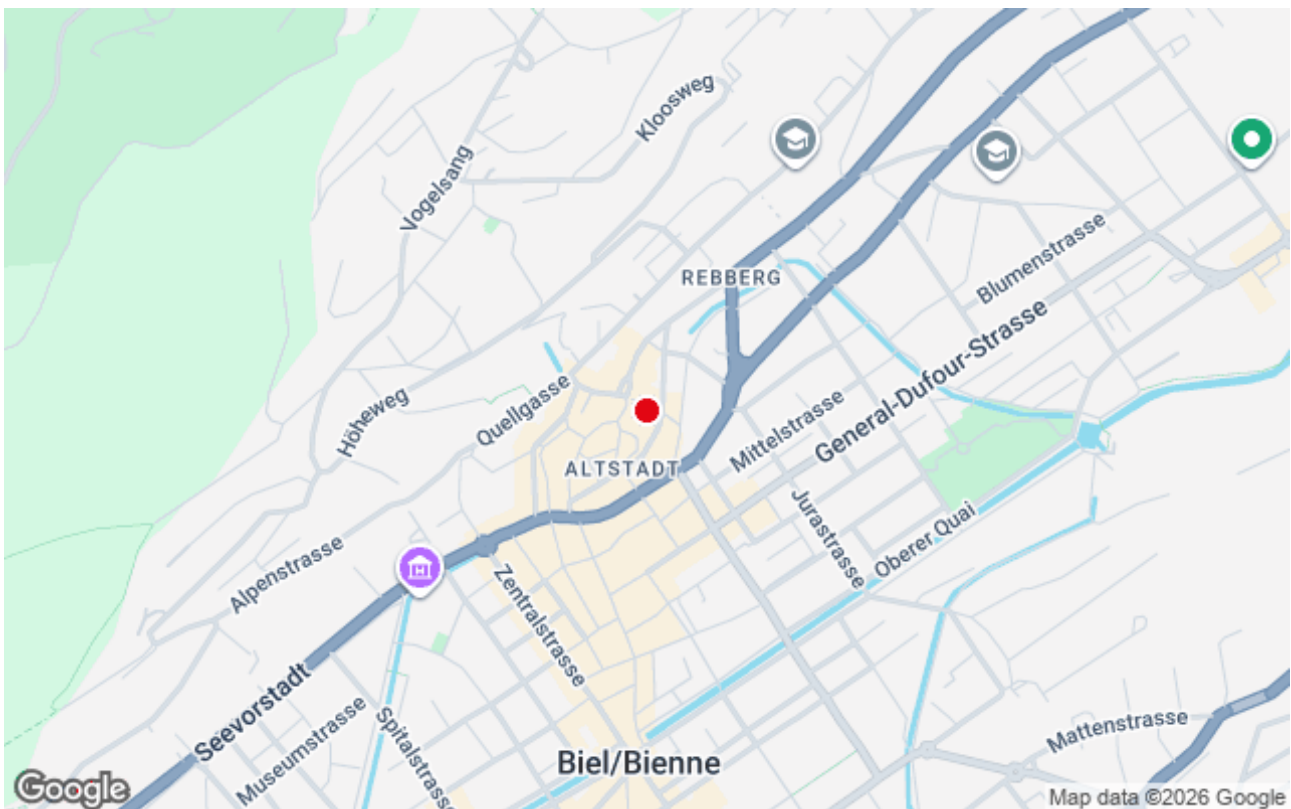 Kloosweg
Vogelsang
REBBERG
Blumenstrasse
General-Dufour-Strasse
Höheweg
Quellgasse
Mittelstrasse
ALTSTADT
Jurastrasse
Oberer Quai
Alpenstrasse
Zentralstrasse
Seevorstadt
Museumstrasse
Spitalstrasse
Mattenstrasse
Biel/Bienne
Google
Map data ©2026 Google